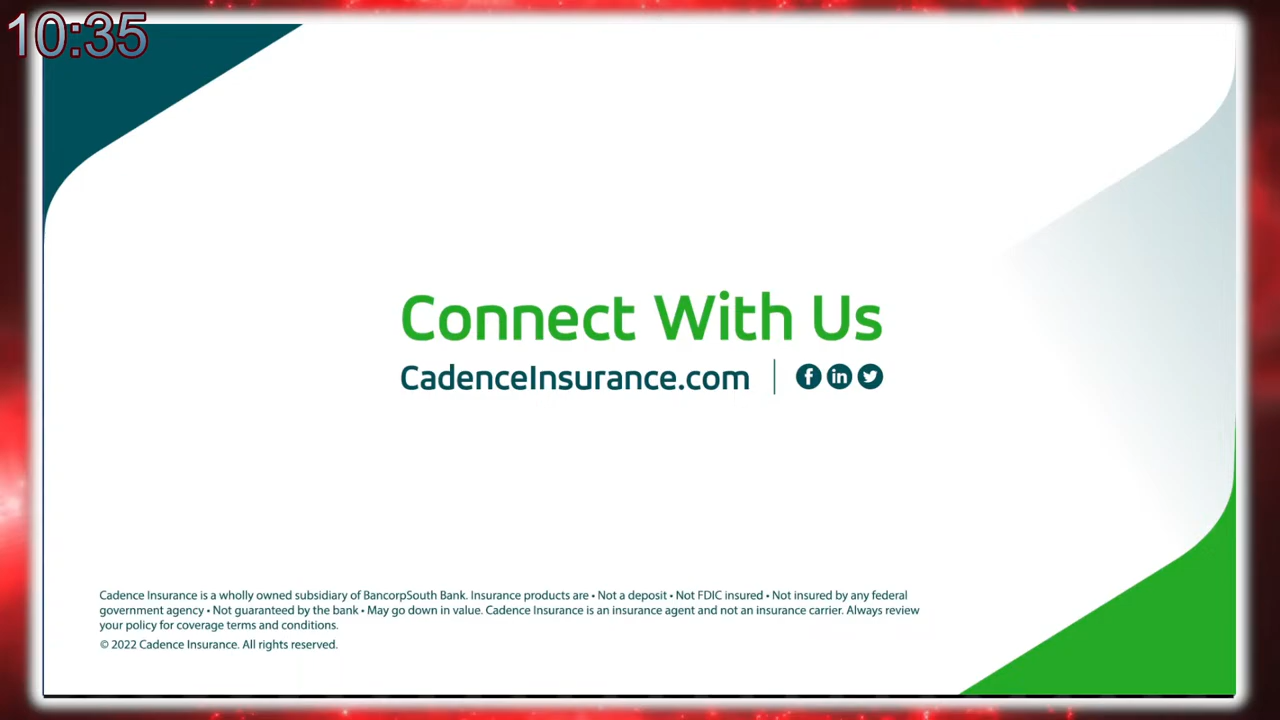 10:35
Connect With Us
CadenceInsurance.com
Cadence Insurance is a wholly owned subsidiary of BancorpSouth Bank. Insurance products are • Not a deposit • Not FDIC insured • Not insured by any federal
government agency • Not guaranteed by the bank • May go down in value. Cadence Insurance is an insurance agent and not an insurance carrier. Always review
your policy for coverage terms and conditions.
© 2022 Cadence Insurance. All rights reserved.